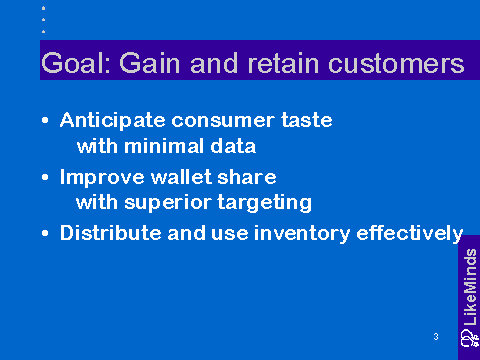 Goal: Gain and retain customers
• Anticipate consumer taste
with minimal data
• Improve wallet share
with superior targeting
• Distribute and use inventory effectively
LikeMinds
3